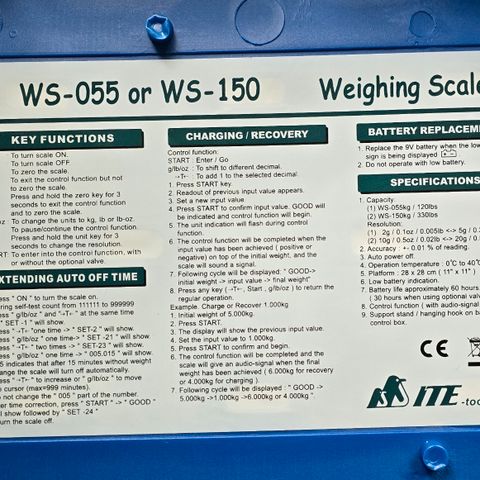 WS-055 or WS-150 Weighing Scale
KEY FUNCTIONS
: To turn scale ON.
: To turn scale OFF
: To zero the scale.
To exit the control function but not
to zero the scale.
Press and hold the zero key for 3
seconds to exit the control function
and to zero the scale.
: To change the units to kg, lb or lb-oz.
: To pause/continue the control function.
Press and hold the unit key for 3
seconds to change the resolution.
: To enter into the control function, with
or without the optional valve.
EXTENDING AUTO OFF TIME
" ON " to turn the scale on.
self-test count from 111111 to 999999
" g/lb/oz " and "-T-" at the same time
" SET -1 " will show.
" -T- " one time -> " SET-2 " will show.
" g/lb/oz " one time-> " SET -21 " will show.
" -T- " two times -> " SET-23 " will show.
" g/lb/oz " one time -> " 005.015 " will show.
indicates that after 15 minutes without weight
change the scale will turn off automatically.
" -T- " to increase or " g/lb/oz " to move
the cursor (max=999 minutes).
not change the " 005 " part of the number.
time correction, press " START " -> " GOOD "
show followed by " SET -24 "
turn the scale off.
CHARGING / RECOVERY
Control function:
START : Enter / Go
g/lb/oz : To shift to different decimal.
-T- : To add 1 to the selected decimal.
1. Press START key.
2. Readout of previous input value appears.
3. Set a new input value
4. Press START to confirm input value. GOOD will
be indicated and control function will begin.
5. The unit indication will flash during control
function.
6. The control function will be completed when the
input value has been achieved ( positive or
negative) on top of the initial weight, and the
scale will sound a signal.
7. Following cycle will be displayed: " GOOD->
initial weight -> input value -> final weight"
8. Press any key ( -T-, Start , g/lb/oz ) to return the
regular operation.
Example. Charge or Recover 1.000kg
1. Initial weight of 5.000kg.
2. Press START.
3. The display will show the previous input value.
4. Set the input value to 1.000kg.
5. Press START to confirm and begin.
6. The control function will be completed and the
scale will give an audio-signal when the final
weight has been achieved ( 6.000kg for recovery
or 4.000kg for charging ).
7. Following cycle will be displayed : " GOOD ->
5.000kg ->1.000kg ->6.000kg or 4.000kg "
BATTERY REPLACEMEN
1. Replace the 9V battery when the low
sign is being displayed
2. Do not operate with low battery.
SPECIFICATIONS
1. Capacity
(1) WS-055kg / 120lbs
(2) WS-150kg / 330lbs
Resolution:
(1) 2g / 0.1oz / 0.005lb <-> 5g / 0.
(2) 10g / 0.5oz / 0.02lb <-> 20g / 0.
2. Accuracy : +- 0.01 % of reading.
3. Auto power off.
4. Operation temperature : 0°C to 40°
5. Platform : 28 x 28 cm ( 11" x 11" )
6. Low battery indication.
7. Battery life approximately 60 hours
( 30 hours when using optional val
8. Control function ( with audio-signal
9. Support stand / hanging hook on b
control box.
CE
ITE -too